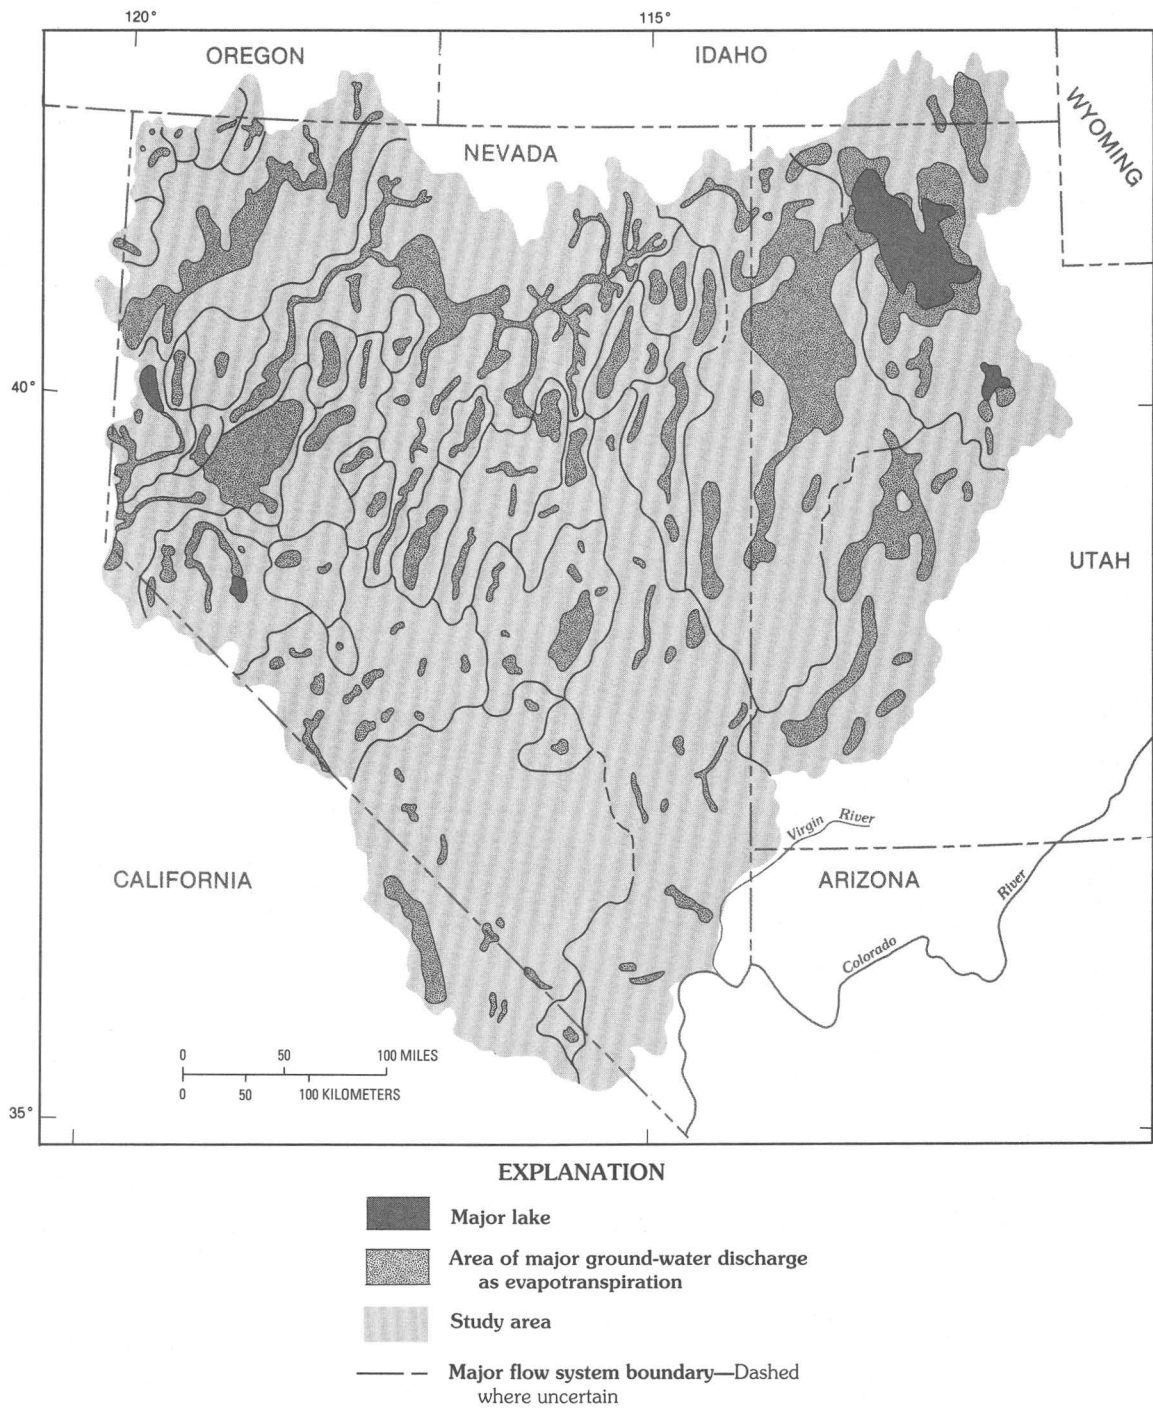 120° 115°
OREGON IDAHO
WYOMING
NEVADA
40°
UTAH
Virgin River
CALIFORNIA ARIZONA
River
Colorado
0 50 100 MILES
0 50 100 KILOMETERS
35°
EXPLANATION
Major lake
Area of major ground-water discharge
as evapotranspiration
Study area
Major flow system boundary—Dashed
where uncertain